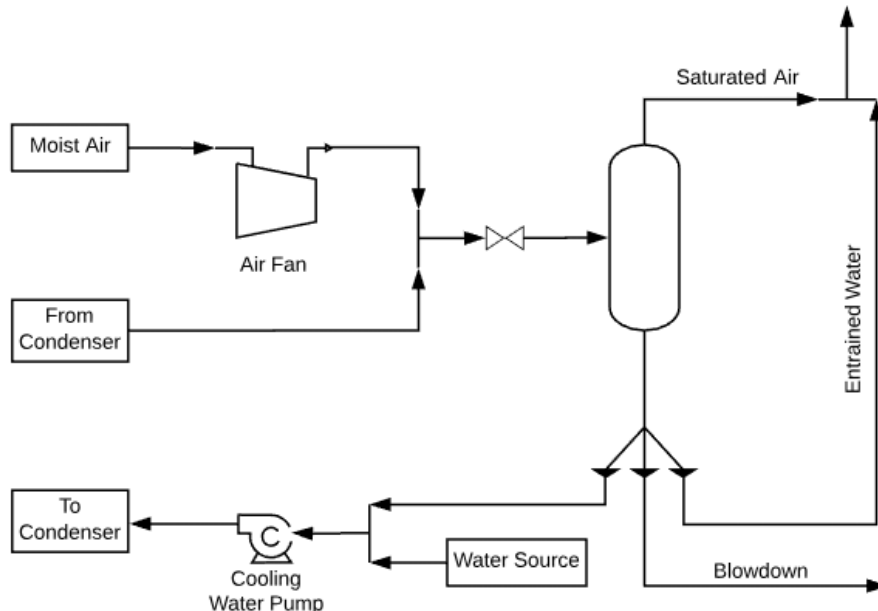 Saturated Air
Moist Air
Air Fan
From
Condenser
Entrained Water
To
Condenser
C
Cooling
Water Pump
Water Source
Blowdown